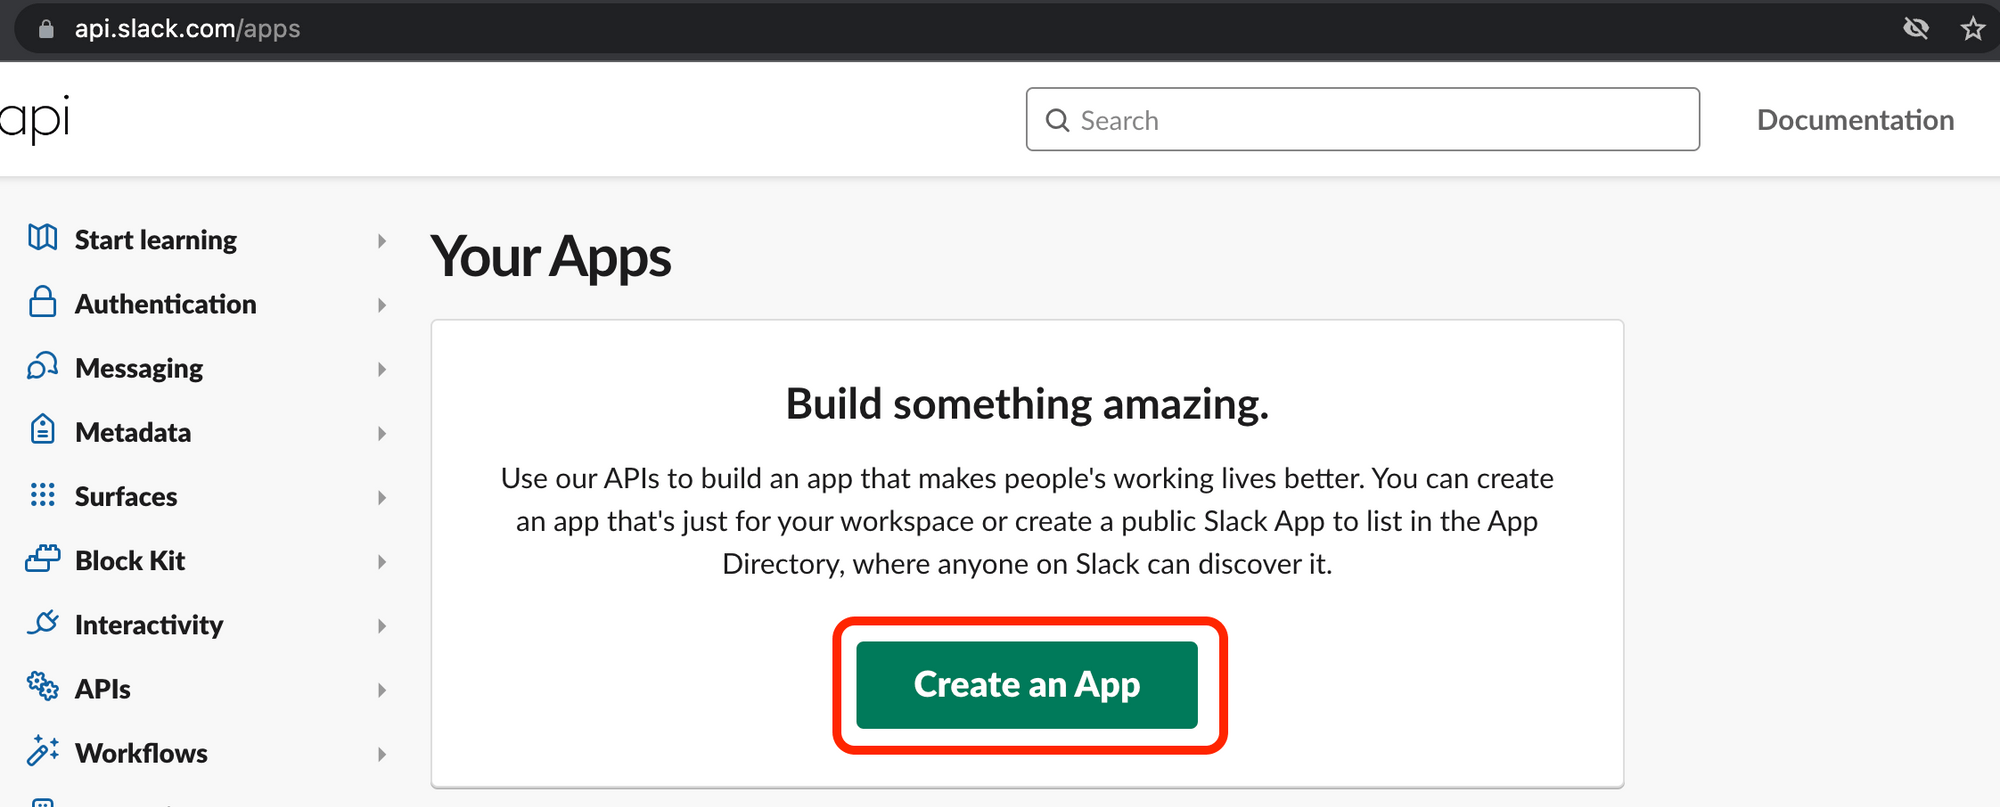 api.slack.com/apps
api
Search
Documentation
Start learning
Authentication
Messaging
Metadata
Surfaces
Block Kit
Interactivity
APIs
Workflows
Your Apps
Build something amazing.
Use our APIs to build an app that makes people's working lives better. You can create
an app that's just for your workspace or create a public Slack App to list in the App
Directory, where anyone on Slack can discover it.
Create an App